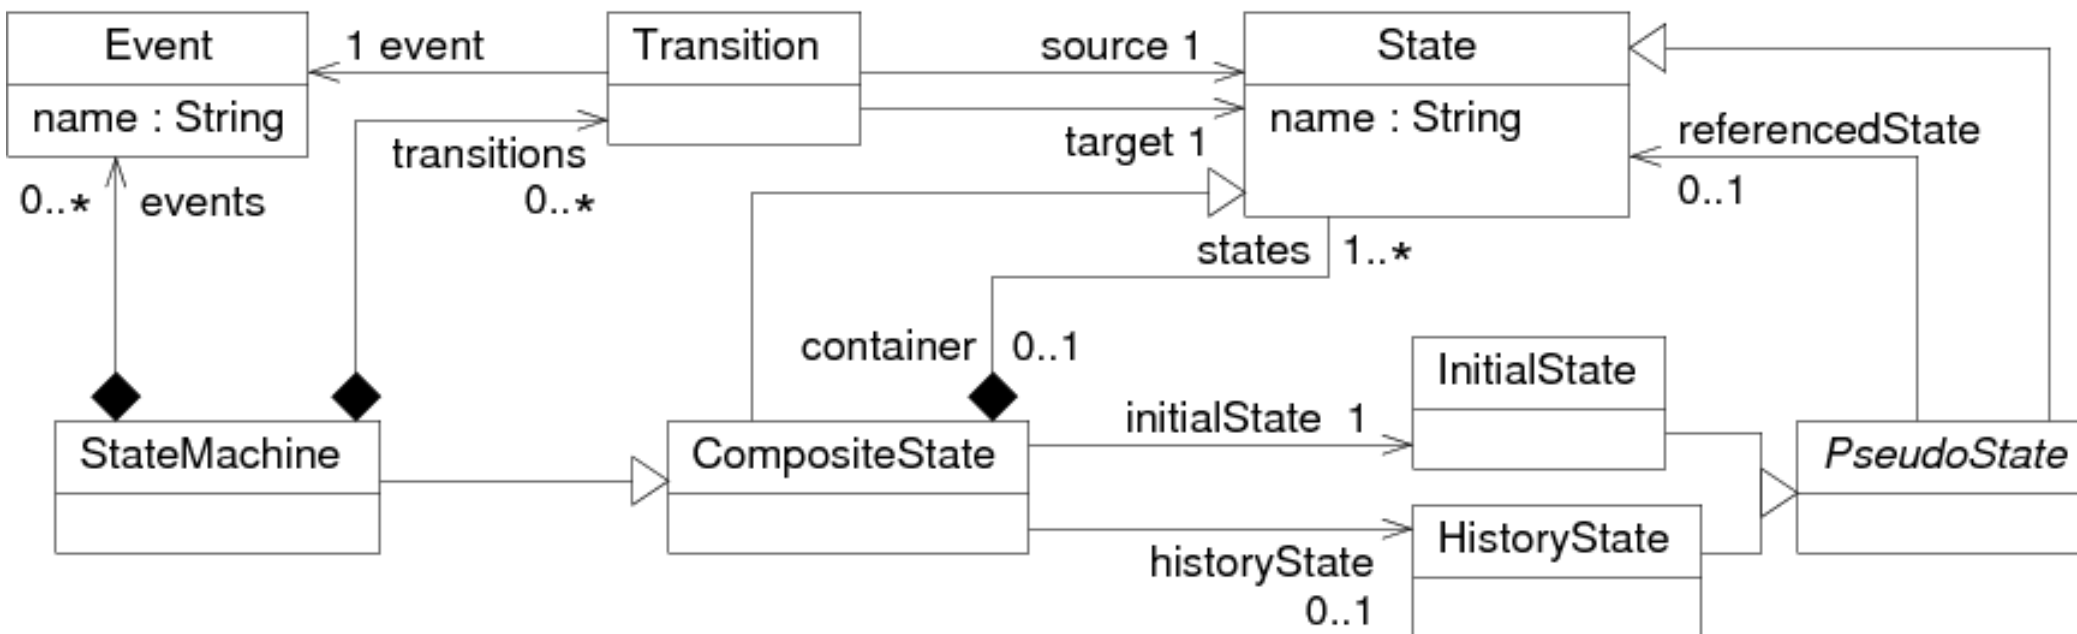 Event
name : String
1 event
Transition
source 1
target 1
State
name : String
referencedState
0..1
0..* events
transitions
0..*
states 1..*
container 0..1
StateMachine
CompositeState
initialState 1
historyState
0..1
InitialState
HistoryState
PseudoState